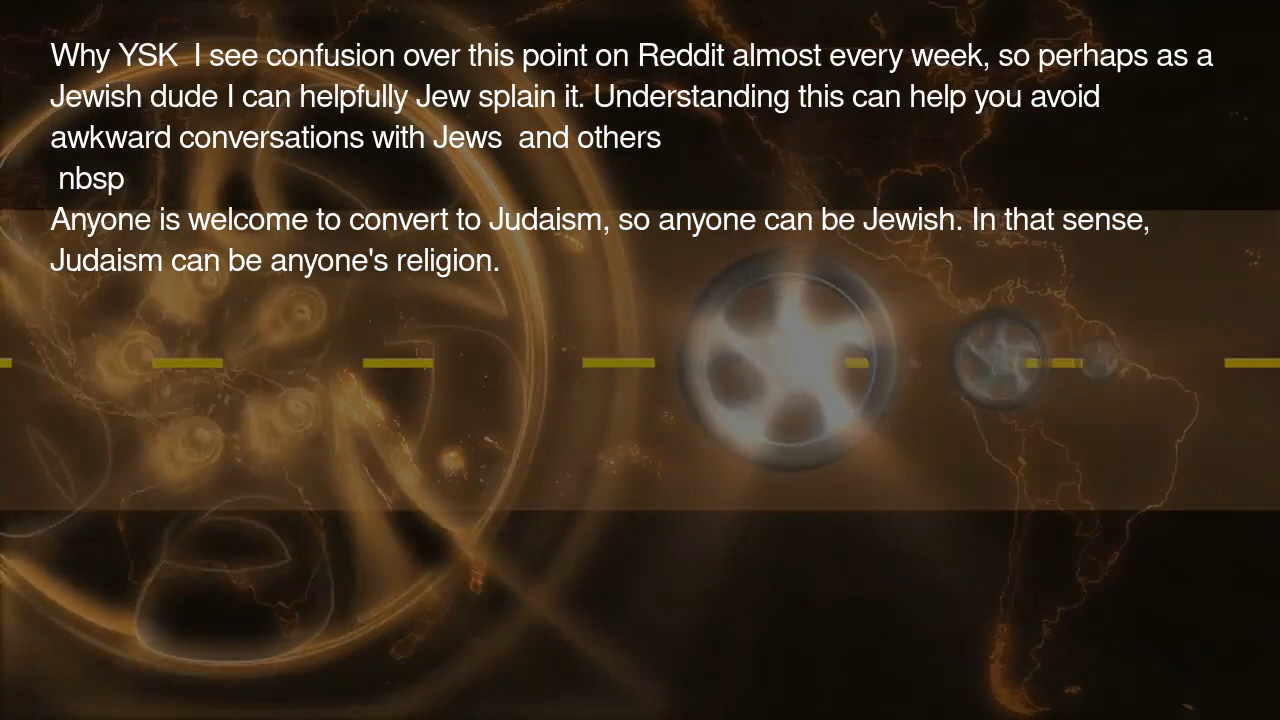 Why YSK  I see confusion over this point on Reddit almost every week, so perhaps as a
Jewish dude I can helpfully Jew splain it. Understanding this can help you avoid
awkward conversations with Jews  and others
nbsp
Anyone is welcome to convert to Judaism, so anyone can be Jewish. In that sense,
Judaism can be anyone's religion.